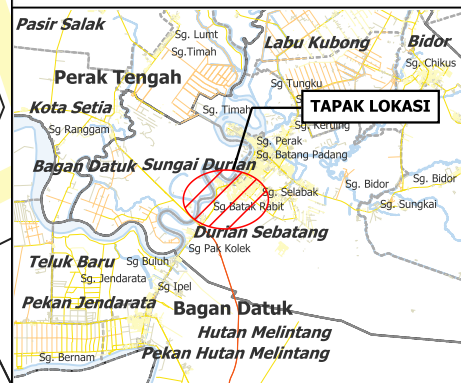 Pasir Salak
Sg. Lumt
Sg.Timah
Labu Kubong
Bidor
Sg. Chikus
Perak Tengah
Sg Tungku
Kota Setia
Sg. Timah
TAPAK LOKASI
Sg Ranggam
Sg. Keruing
Sg. Perak
Sg. Batang Padang
Bagan Datuk
Sungai Durian
Sg. Selabak
Sg. Bidor
Sg. Bidor
Sg Batak Rabit
Sg. Sungkai
Durian Sebatang
Sg Pak Kolek
Teluk Baru
Sg Buluh
Sg. Jendarata
Sg Ipel
Pekan Jendarata
Bagan Datuk
Hutan Melintang
Sg. Bernam
Pekan Hutan Melintang